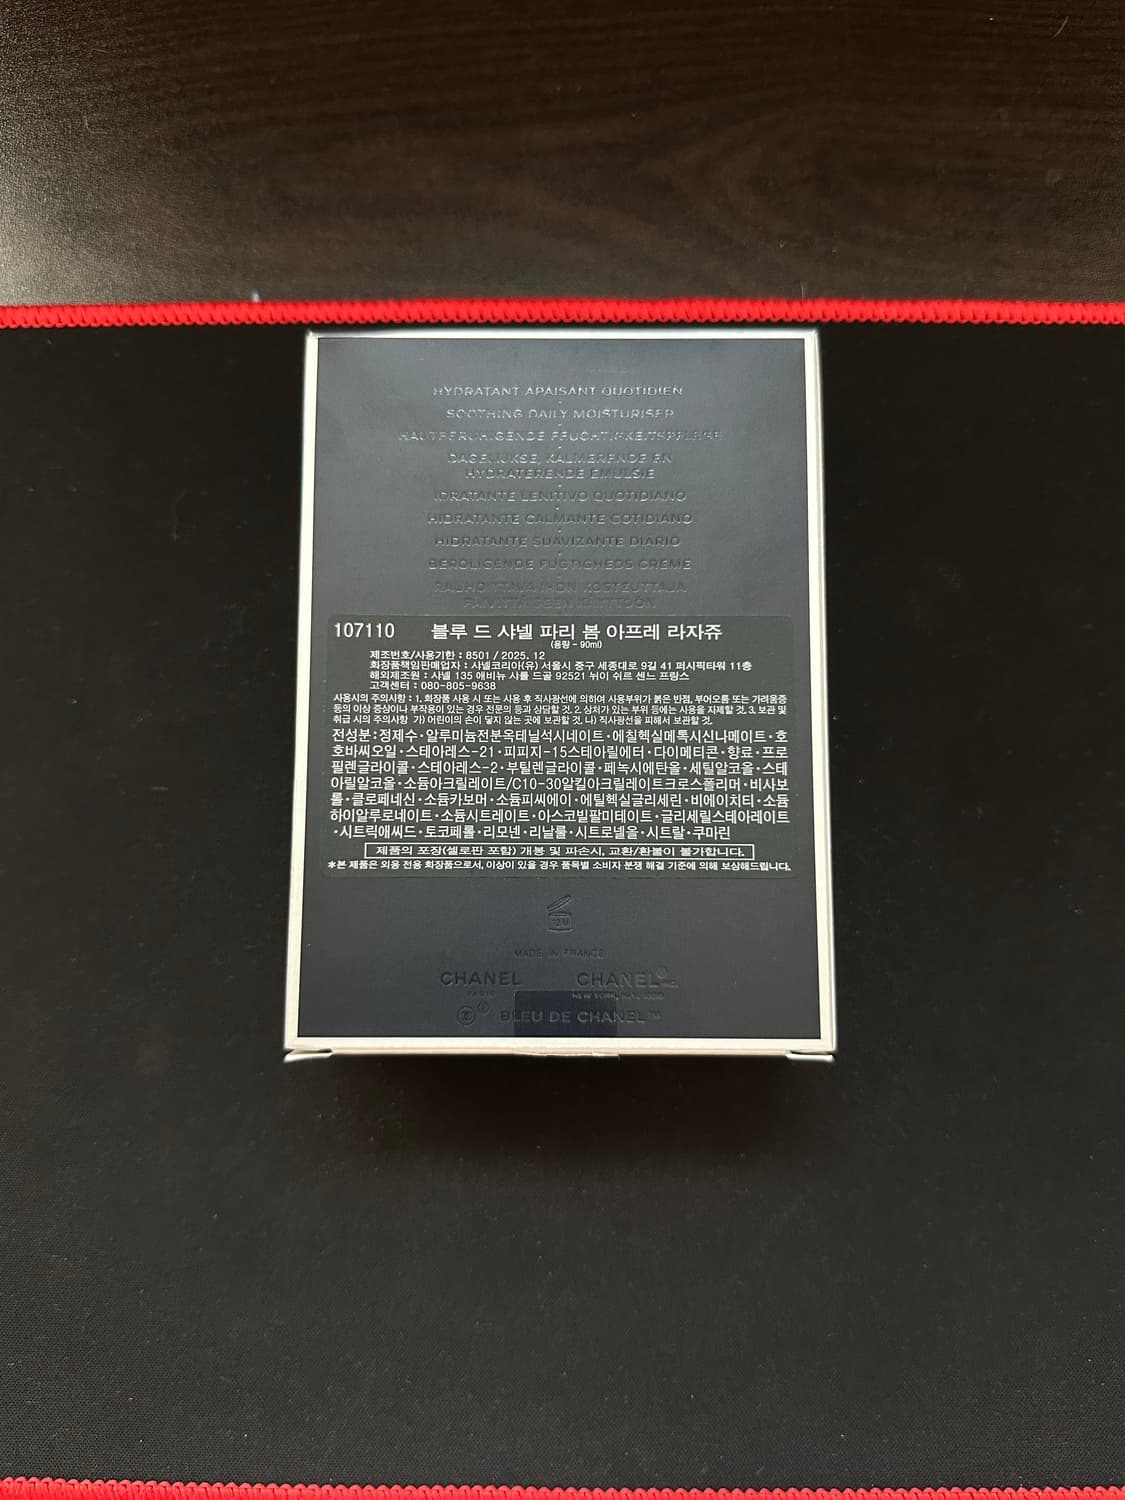 HYDRATANT APAISANT QUOTIDIEN
SOOTHING DAILY MOISTURISER
HAUTBERUHIGENDE FEUCHTIGKEITSPFLEGE
DAGELIJKSE, KALMERENDE EN
HYDRATERENDE EMULSIE
IDRATANTE LENITIVO QUOTIDIANO
HIDRATANTE CALMANTE COTIDIANO
HIDRATANTE SUAVIZANTE DIARIO
BEROLIGENDE FUGTIGHEDS CREME
RAUHOITTAVA IHON KOSTEUTTAJA
PÄIVITTÄISEEN KÄYTTÖÖN
107110 블루 드 샤넬 파리 봄 아프레 라자쥬
(용량 - 90ml)
제조번호/사용기한 : 8501 / 2025. 12
화장품책임판매업자 : 샤넬코리아(유) 서울시 중구 세종대로 9길 41 퍼시픽타워 11층
해외제조원 : 샤넬 135 애비뉴 샤를 드골 92521 뉘이 쉬르 센느 프랑스
고객센터 : 080-805-9638
사용시의 주의사항 : 1. 화장품 사용 시 또는 사용 후 직사광선에 의하여 사용부위가 붉은 반점, 부어오름 또는 가려움증
등의 이상 증상이나 부작용이 있는 경우 전문의 등과 상담할 것. 2. 상처가 있는 부위 등에는 사용을 자제할 것. 3. 보관 및
취급 시의 주의사항 가) 어린이의 손이 닿지 않는 곳에 보관할 것. 나) 직사광선을 피해서 보관할 것.
전성분 : 정제수·알루미늄전분옥테닐석시네이트·에칠헥실메톡시신나메이트·호
호바씨오일·스테아레스-21·피피지-15스테아릴에터·다이메티콘·향료·프로
필렌글라이콜·스테아레스-2·부틸렌글라이콜·페녹시에탄올·세틸알코올·스테
아릴알코올·소듐아크릴레이트/C10-30알킬아크릴레이트크로스폴리머·비사보
롤·클로페네신·소듐카보머·소듐피씨에이·에틸헥실글리세린·비에이치티·소듐
하이알루로네이트·소듐시트레이트·아스코빌팔미테이트·글리세릴스테아레이트
·시트릭애씨드·토코페롤·리모넨·리날룰·시트로넬올·시트랄·쿠마린
제품의 포장(셀로판 포함) 개봉 및 파손시, 교환/환불이 불가합니다.
*본 제품은 외용 전용 화장품으로서, 이상이 있을 경우 품목별 소비자 분쟁 해결 기준에 의해 보상해드립니다.
12M
MADE IN FRANCE
CHANEL CHANEL®
PARIS NEW YORK, N.Y.
BLEU DE CHANEL™